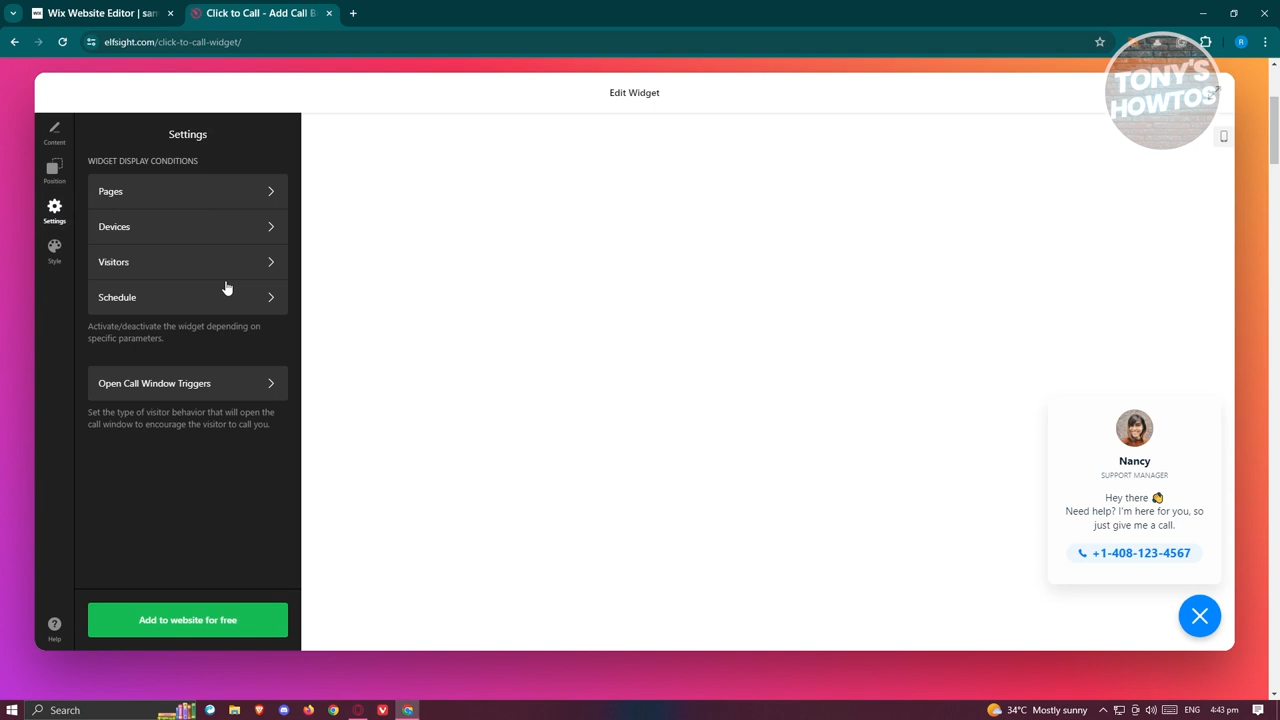 Wix Website Editor | san
Click to Call - Add Call B
elfsight.com/click-to-call-widget/
R
TONY'S
HOWTOS
Edit Widget
Content
Position
Settings
Style
Help
Settings
WIDGET DISPLAY CONDITIONS
Pages
Devices
Visitors
Schedule
Activate/deactivate the widget depending on
specific parameters.
Open Call Window Triggers
Set the type of visitor behavior that will open the
call window to encourage the visitor to call you.
Add to website for free
Nancy
SUPPORT MANAGER
Hey there 👋
Need help? I'm here for you, so
just give me a call.
+1-408-123-4567
Search
34°C Mostly sunny
ENG
4:43 pm